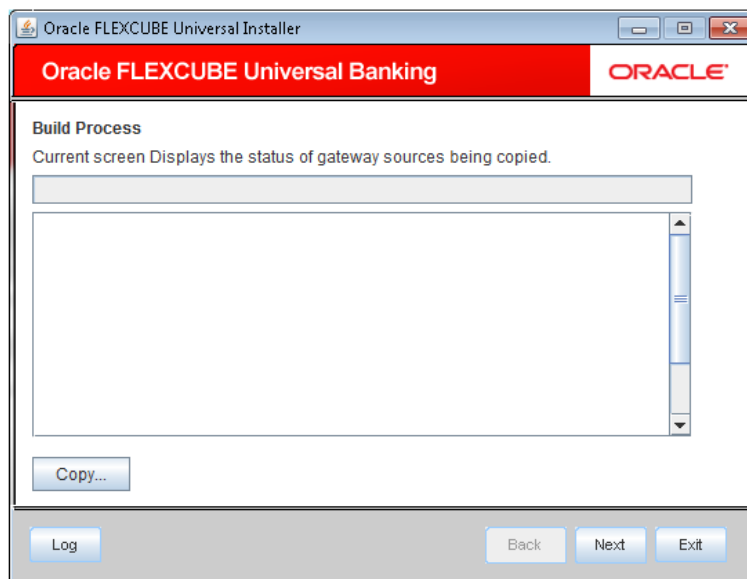 Oracle FLEXCUBE Universal Installer
Oracle FLEXCUBE Universal Banking
ORACLE
Build Process
Current screen Displays the status of gateway sources being copied.
Copy...
Log
Back
Next
Exit